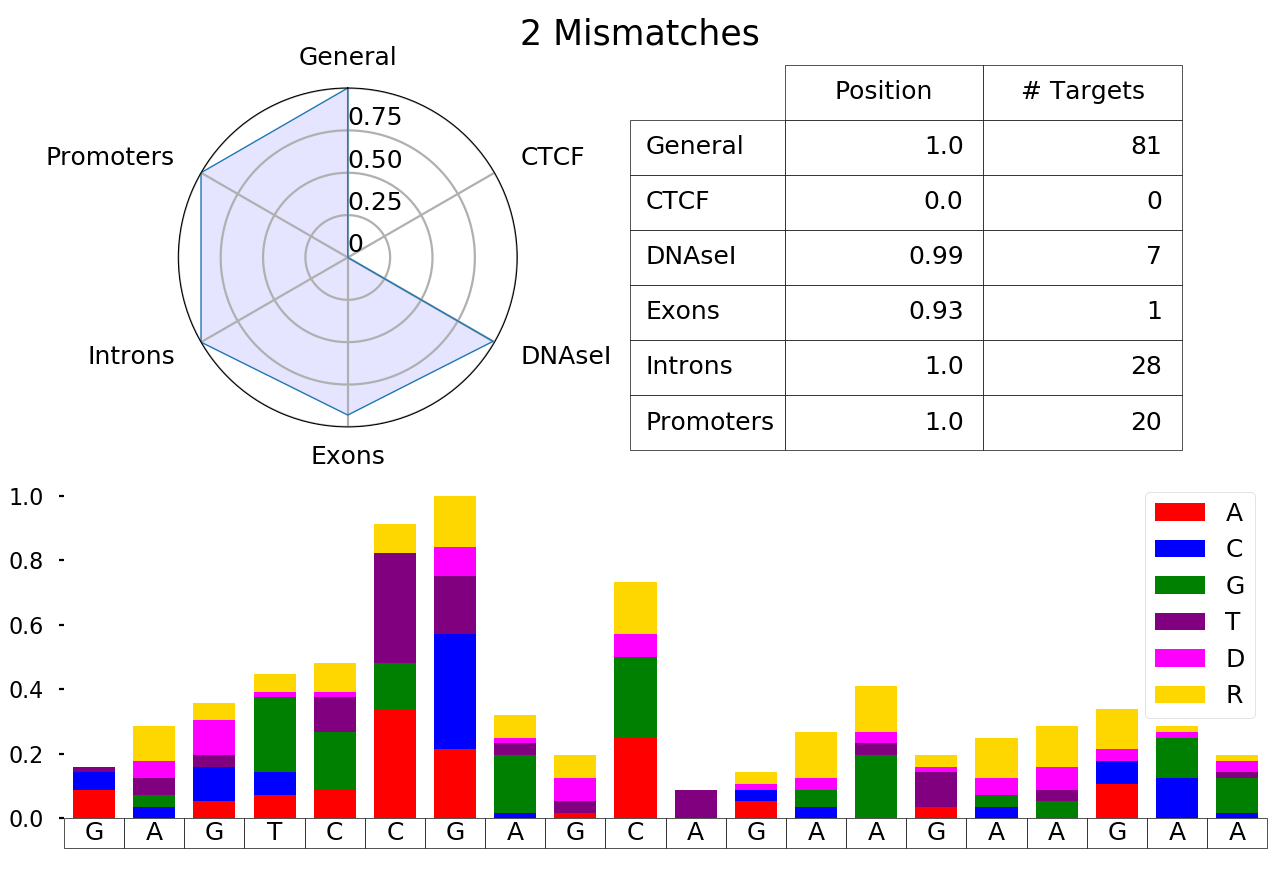 2 Mismatches
General
Promoters
CTCF
0.75
0.50
0.25
0
Introns
DNAseI
Exons
Position # Targets
General 1.0 81
CTCF 0.0 0
DNAseI 0.99 7
Exons 0.93 1
Introns 1.0 28
Promoters 1.0 20
1.0
0.8
0.6
0.4
0.2
0.0
A
C
G
T
D
R
G A G T C C G A G C A G A A G A A G A A